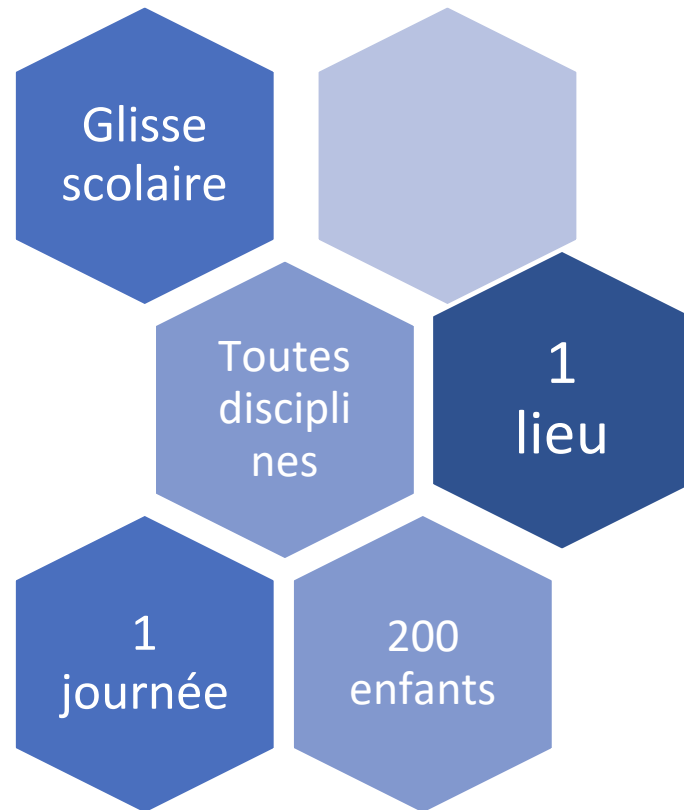 Glisse
scolaire
Toutes
discipli
nes
1
lieu
1
journée
200
enfants